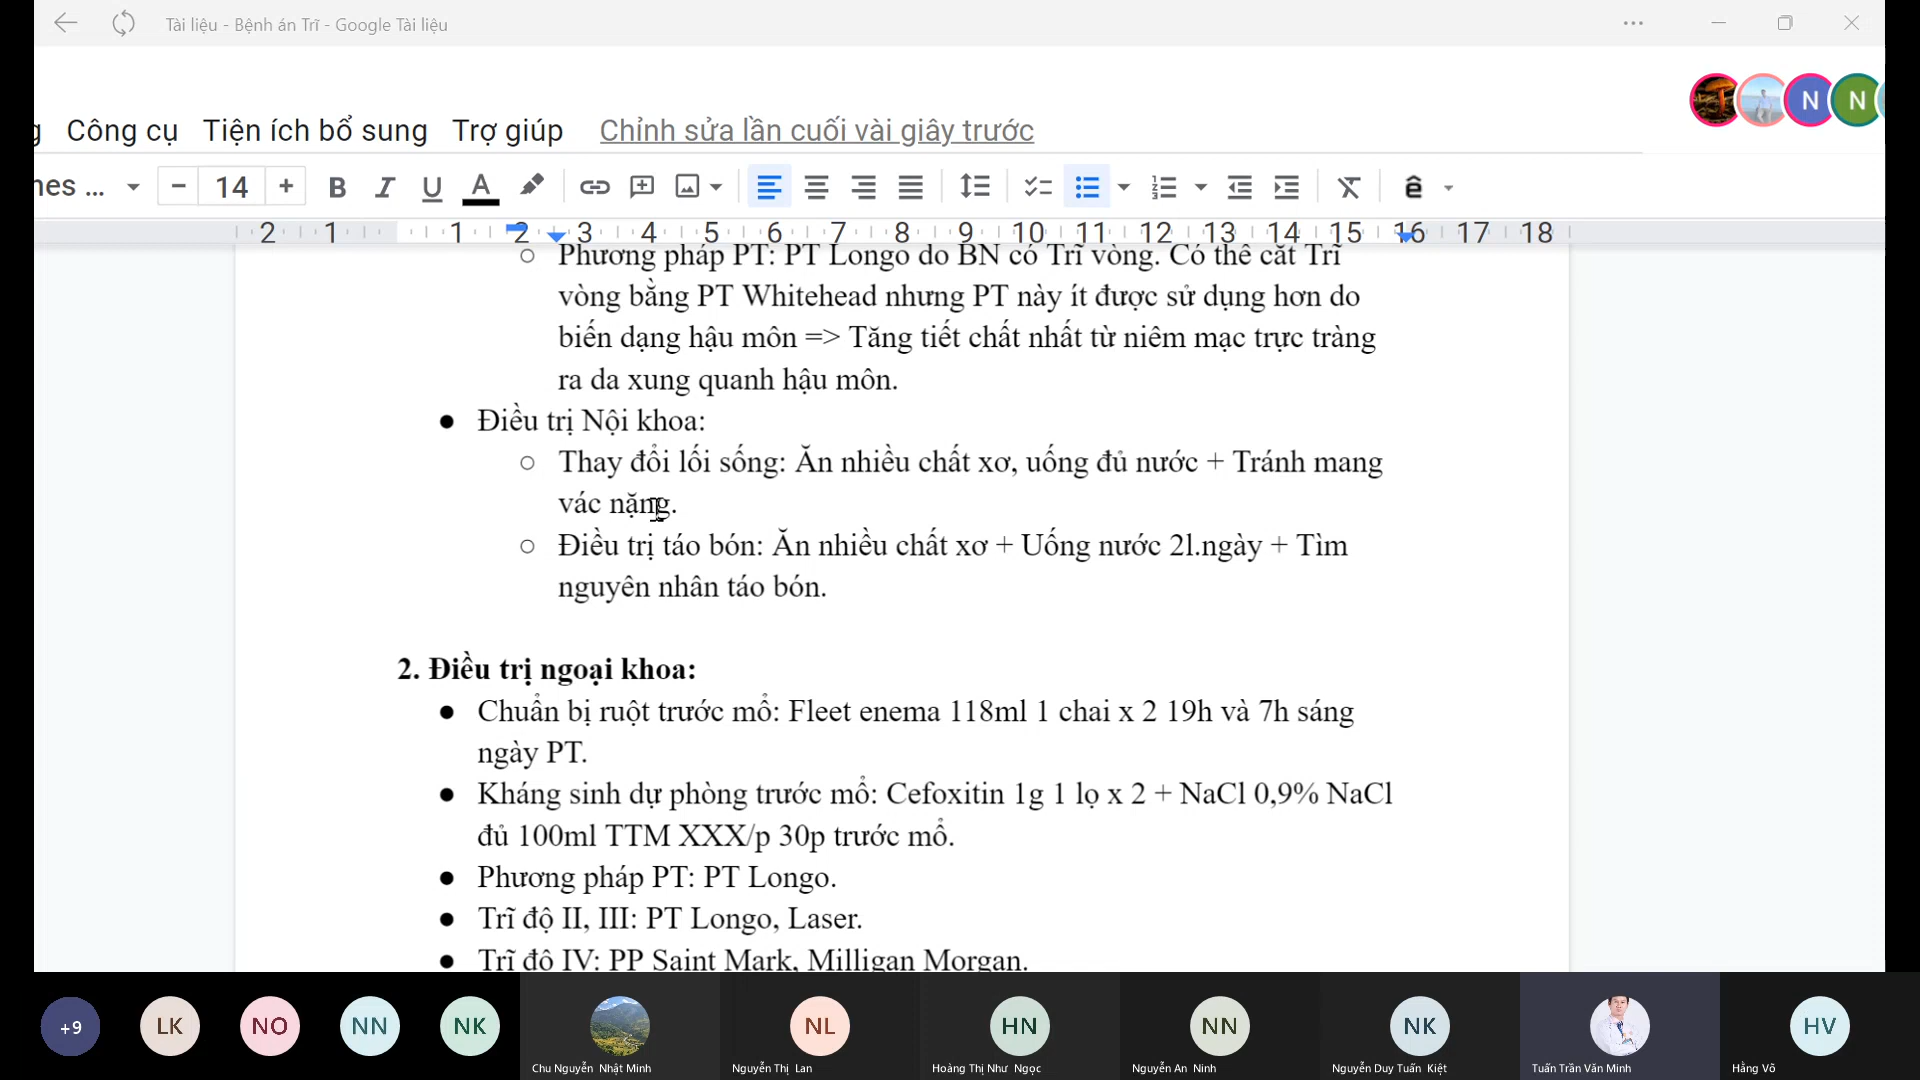 Tài liệu - Bệnh án Trĩ - Google Tài liệu
Công cụ Tiện ích bổ sung Trợ giúp Chỉnh sửa lần cuối vài giây trước
N N
nes ... 14 B I U A ê
2 1 1 2 3 4 5 6 7 8 9 10 11 12 13 14 15 16 17 18
○ Phương pháp PT: PT Longo do BN có Trĩ vòng. Có thể cắt Trĩ
vòng bằng PT Whitehead nhưng PT này ít được sử dụng hơn do
biến dạng hậu môn => Tăng tiết chất nhất từ niêm mạc trực tràng
ra da xung quanh hậu môn.
● Điều trị Nội khoa:
○ Thay đổi lối sống: Ăn nhiều chất xơ, uống đủ nước + Tránh mang
vác nặng.
○ Điều trị táo bón: Ăn nhiều chất xơ + Uống nước 2l.ngày + Tìm
nguyên nhân táo bón.
2. Điều trị ngoại khoa:
● Chuẩn bị ruột trước mổ: Fleet enema 118ml 1 chai x 2 19h và 7h sáng
ngày PT.
● Kháng sinh dự phòng trước mổ: Cefoxitin 1g 1 lọ x 2 + NaCl 0,9% NaCl
đủ 100ml TTM XXX/p 30p trước mổ.
● Phương pháp PT: PT Longo.
● Trĩ độ II, III: PT Longo, Laser.
● Trĩ độ IV: PP Saint Mark, Milligan Morgan.
+9 LK NO NN NK NL HN NN NK HV
Chu Nguyễn Nhật Minh Nguyễn Thị Lan Hoàng Thị Như Ngọc Nguyễn An Ninh Nguyễn Duy Tuấn Kiệt Tuấn Trần Văn Minh Hằng Võ